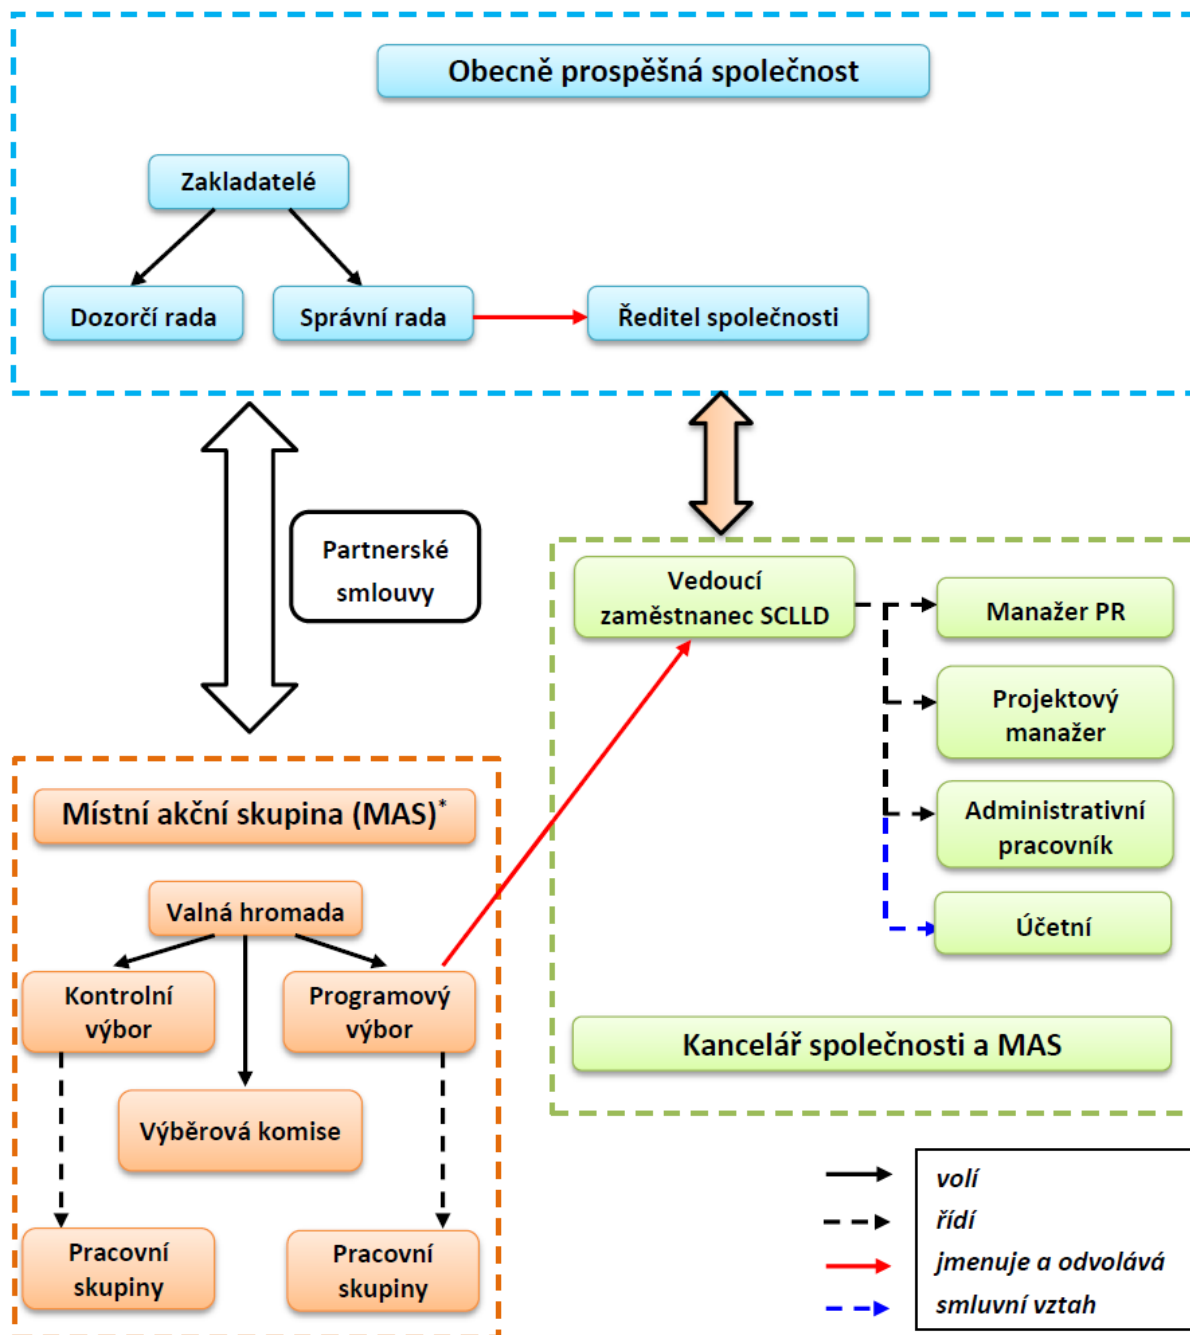 Obecně prospěšná společnost
Zakladatelé
Dozorčí rada
Správní rada
Ředitel společnosti
Partnerské
smlouvy
Vedoucí
zaměstnanec SCLLD
Manažer PR
Projektový
manažer
Administrativní
pracovník
Účetní
Kancelář společnosti a MAS
Místní akční skupina (MAS)*
Valná hromada
Kontrolní
výbor
Programový
výbor
Výběrová komise
Pracovní
skupiny
Pracovní
skupiny
volí
řídí
jmenuje a odvolává
smluvní vztah